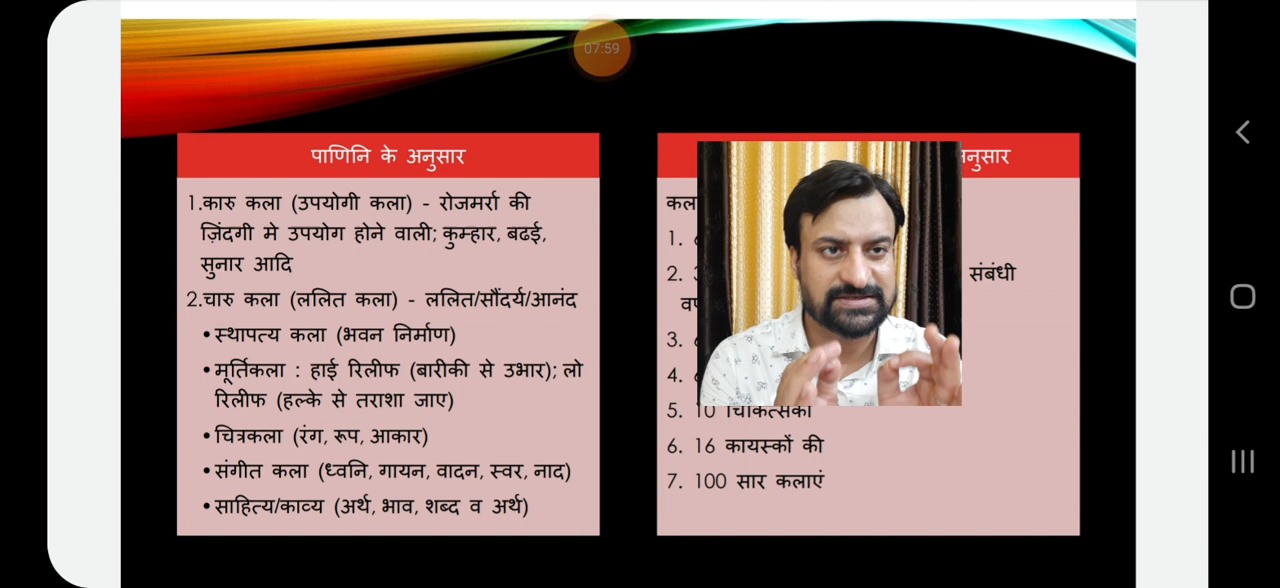 07:59
पाणिनि के अनुसार
1.कारु कला (उपयोगी कला) - रोजमर्रा की
ज़िंदगी मे उपयोग होने वाली; कुम्हार, बढई,
सुनार आदि
2.चारु कला (ललित कला) - ललित/सौंदर्य/आनंद
•स्थापत्य कला (भवन निर्माण)
•मूर्तिकला : हाई रिलीफ (बारीकी से उभार); लो
रिलीफ (हल्के से तराशा जाए)
•चित्रकला (रंग, रूप, आकार)
•संगीत कला (ध्वनि, गायन, वादन, स्वर, नाद)
•साहित्य/काव्य (अर्थ, भाव, शब्द व अर्थ)
1.
2. संबंधी
3.
4.
5. 10
6. 16 कायस्कों की
7. 100 सार कलाएं